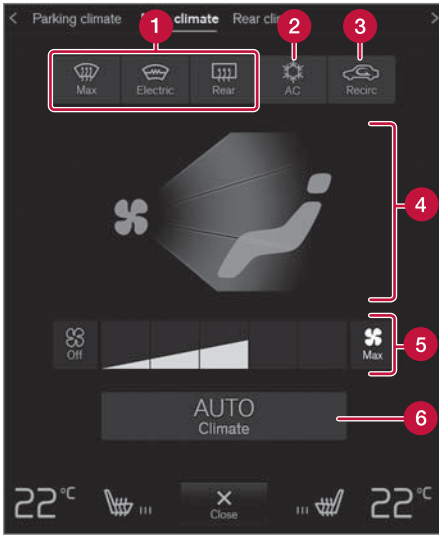 < Parking climate climate Rear >
1 2 3
Max Electric Rear AC Recirc
4
Off Max
5
AUTO
Climate
6
22°C Close 22°C